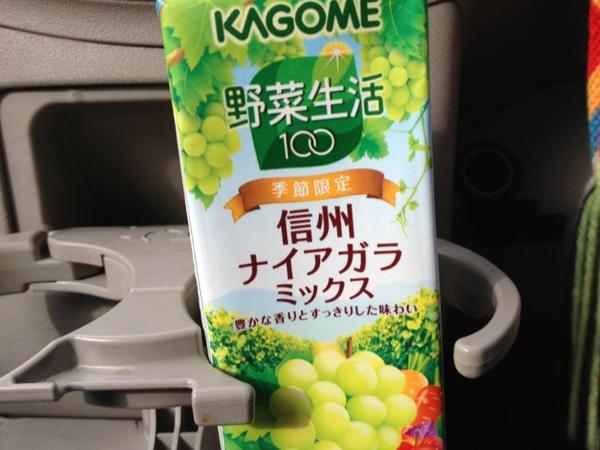 KAGOME
野菜生活
100
季節限定
信州
ナイアガラ
ミックス
豊かな香りとすっきりした味わい